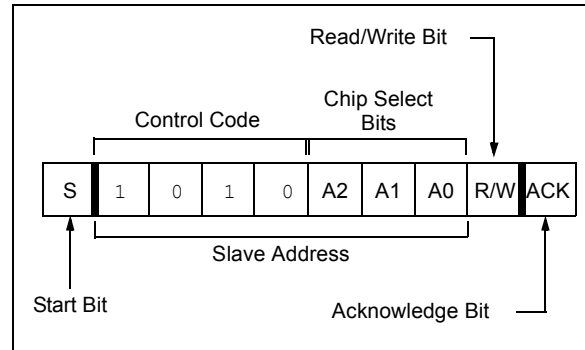 Read/Write Bit
Chip Select
Bits
Control Code
S 1 0 1 0 A2 A1 A0 R/W ACK
Slave Address
Start Bit
Acknowledge Bit